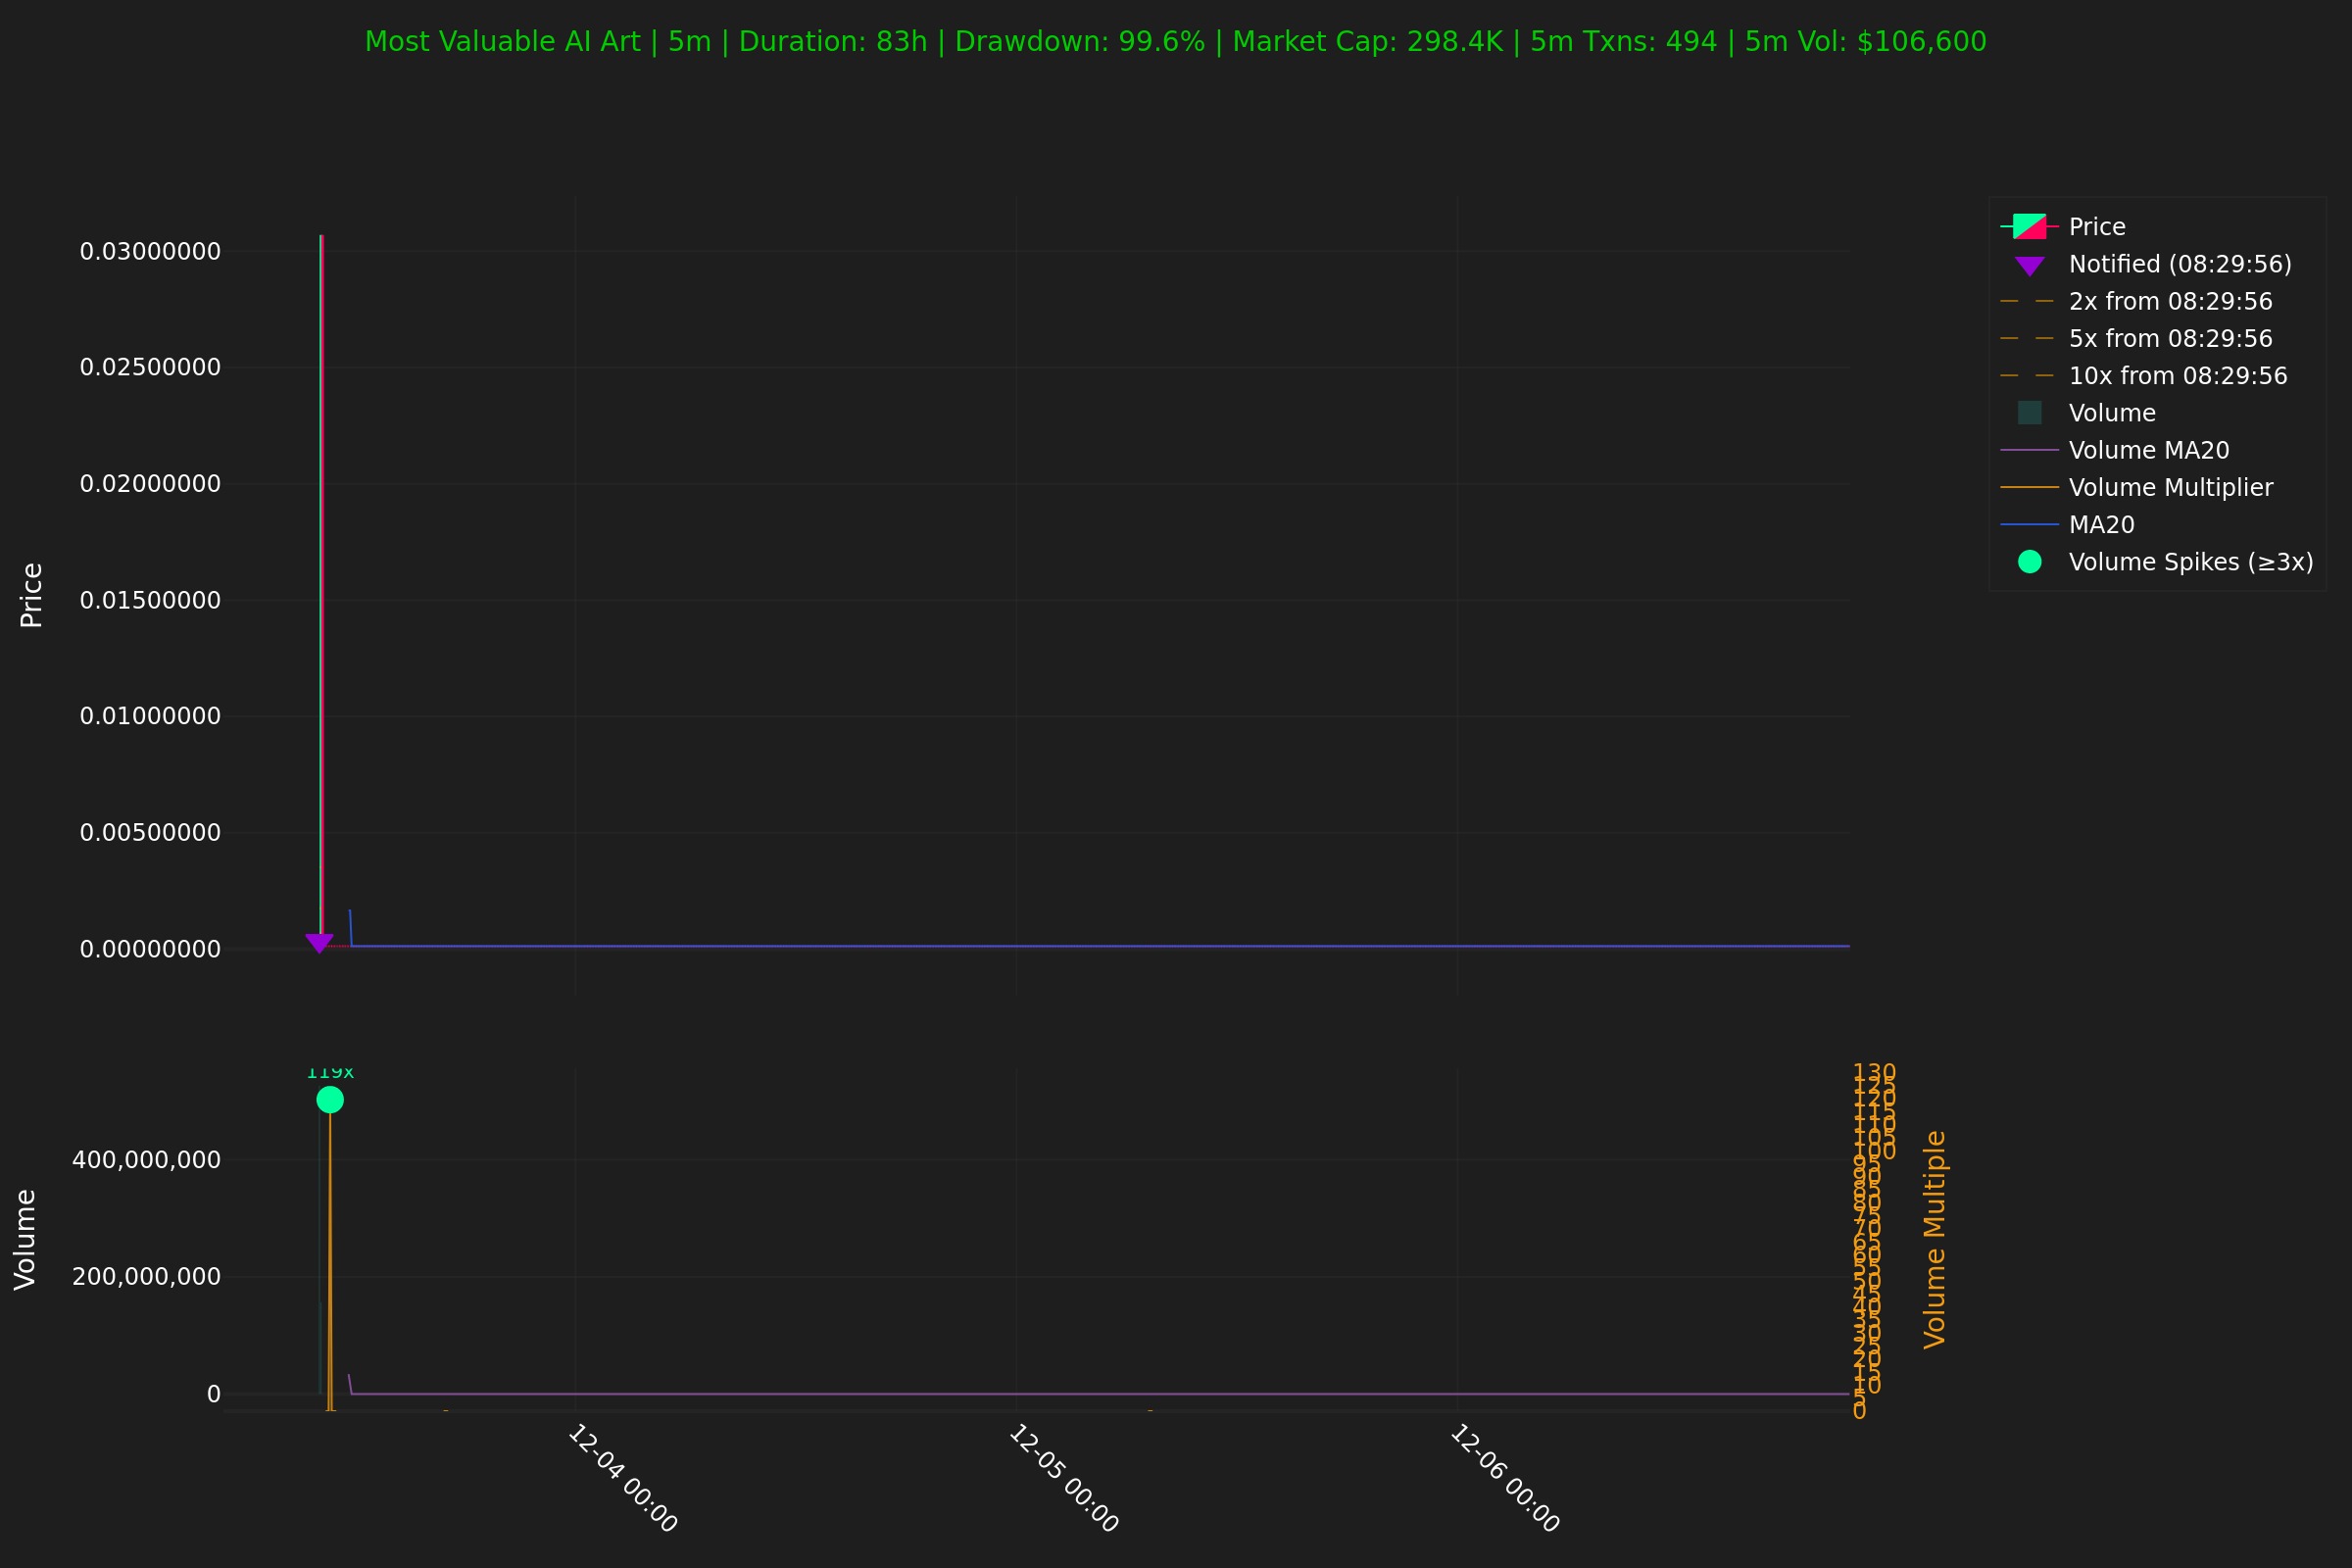 Most Valuable AI Art | 5m | Duration: 83h | Drawdown: 99.6% | Market Cap: 298.4K | 5m Txns: 494 | 5m Vol: $106,600
Price
0.03000000
0.02500000
0.02000000
0.01500000
0.01000000
0.00500000
0.00000000
Price
Notified (08:29:56)
2x from 08:29:56
5x from 08:29:56
10x from 08:29:56
Volume
Volume MA20
Volume Multiplier
MA20
Volume Spikes (≥3x)
119x
Volume
400,000,000
200,000,000
0
130
125
120
115
110
105
100
95
90
85
80
75
70
65
60
55
50
45
40
35
30
25
20
15
10
5
0
Volume Multiple
12-04 00:00
12-05 00:00
12-06 00:00